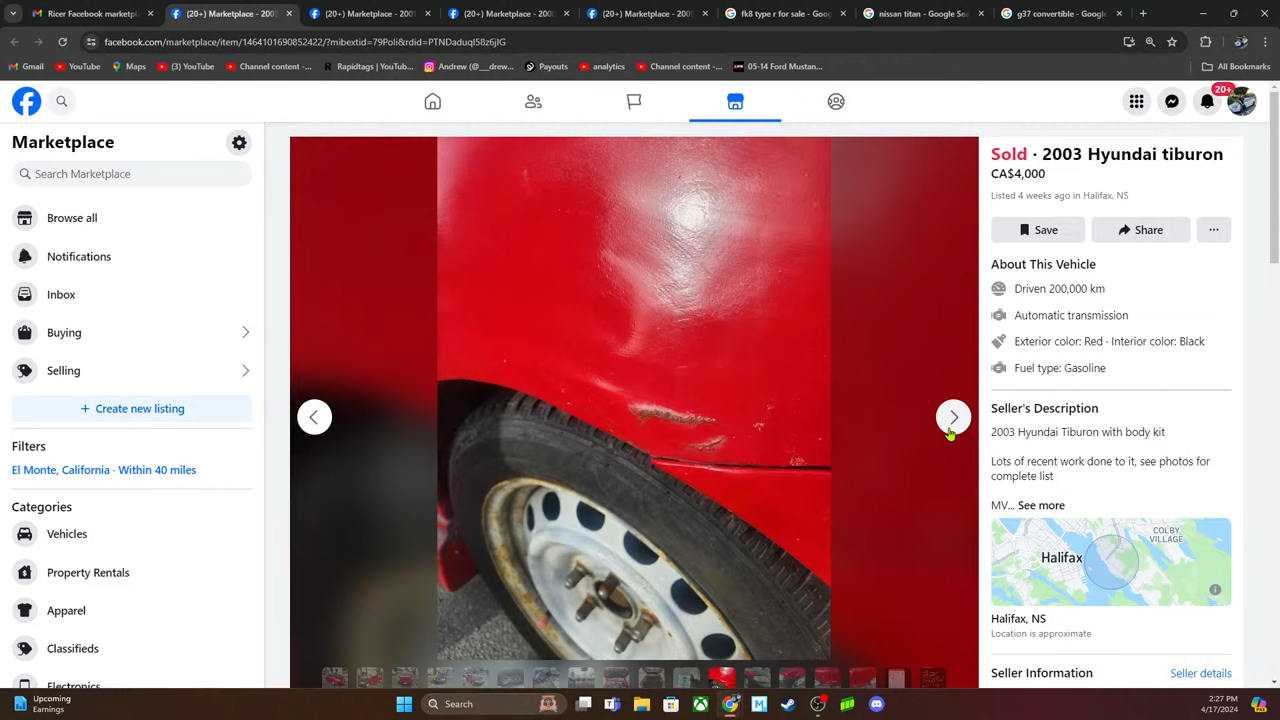 Ricer Facebook marketplac
(20+) Marketplace - 2003
(20+) Marketplace - 2001
(20+) Marketplace - 200
(20+) Marketplace - 200
fk8 type r for sale - Goog
nissan titan - Google Sea
g37 convertible - Google
facebook.com/marketplace/item/1464101690852422/?mibextid=79PoIi&rdid=PTNDaduqI58z6jIG
Gmail
YouTube
Maps
(3) YouTube
Channel content -...
Rapidtags | YouTub...
Andrew (@___drew...
Payouts
analytics
Channel content -...
05-14 Ford Mustan...
All Bookmarks
20+
Marketplace
Search Marketplace
Browse all
Notifications
Inbox
Buying
Selling
+ Create new listing
Filters
El Monte, California · Within 40 miles
Categories
Vehicles
Property Rentals
Apparel
Classifieds
Electronics
Sold · 2003 Hyundai tiburon
CA$4,000
Listed 4 weeks ago in Halifax, NS
Save
Share
About This Vehicle
Driven 200,000 km
Automatic transmission
Exterior color: Red · Interior color: Black
Fuel type: Gasoline
Seller's Description
2003 Hyundai Tiburon with body kit
Lots of recent work done to it, see photos for
complete list
MV... See more
COLBY
VILLAGE
Halifax
Halifax, NS
Location is approximate
Seller Information
Seller details
Upcoming
Earnings
Search
2:27 PM
4/17/2024